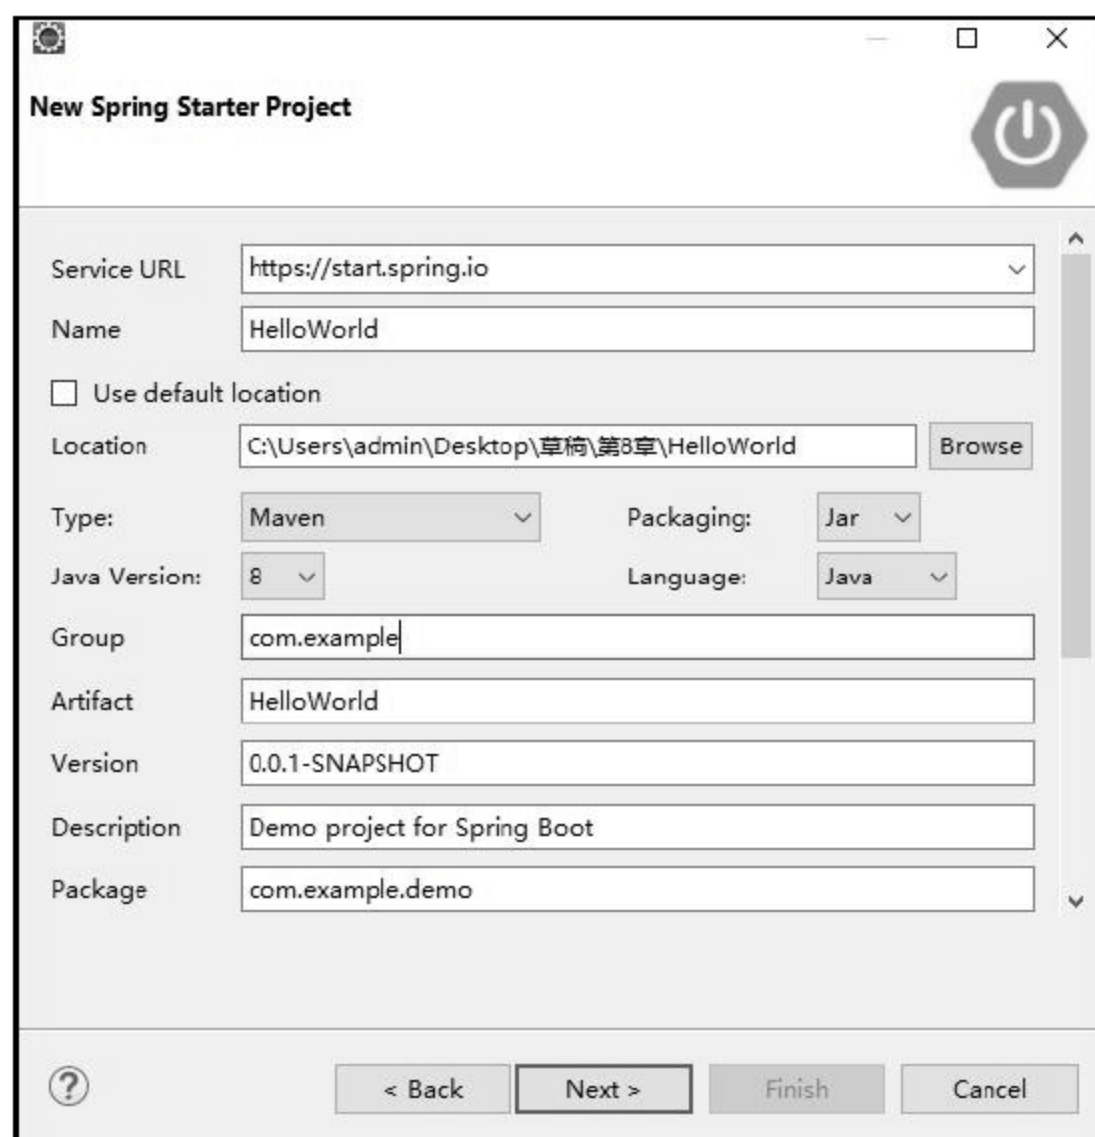 New Spring Starter Project
Service URL https://start.spring.io
Name HelloWorld
Use default location
Location C:\Users\admin\Desktop\草稿\第8章\HelloWorld Browse
Type: Maven Packaging: Jar
Java Version: 8 Language: Java
Group com.example
Artifact HelloWorld
Version 0.0.1-SNAPSHOT
Description Demo project for Spring Boot
Package com.example.demo
? < Back Next > Finish Cancel